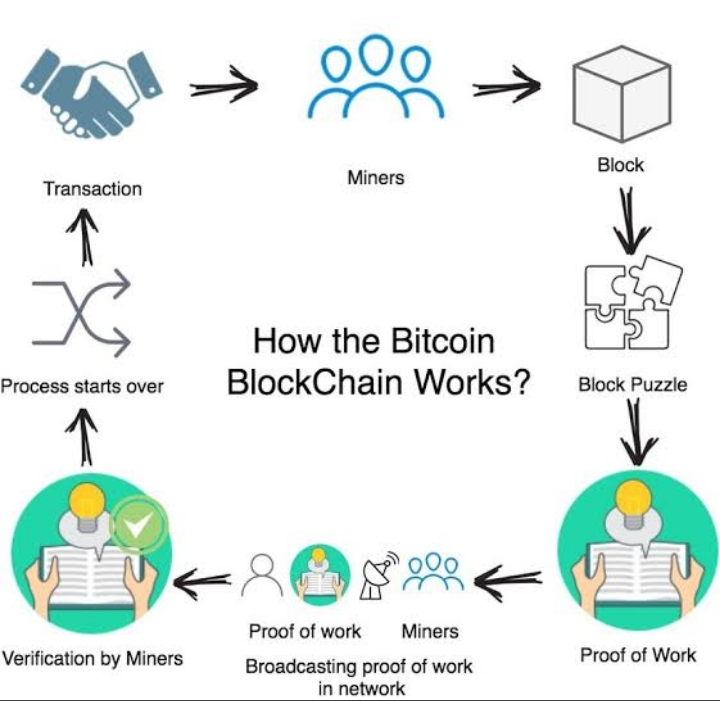 Transaction
Miners
Block
How the Bitcoin
BlockChain Works?
Process starts over
Block Puzzle
Verification by Miners
Proof of work
Miners
Broadcasting proof of work
in network
Proof of Work